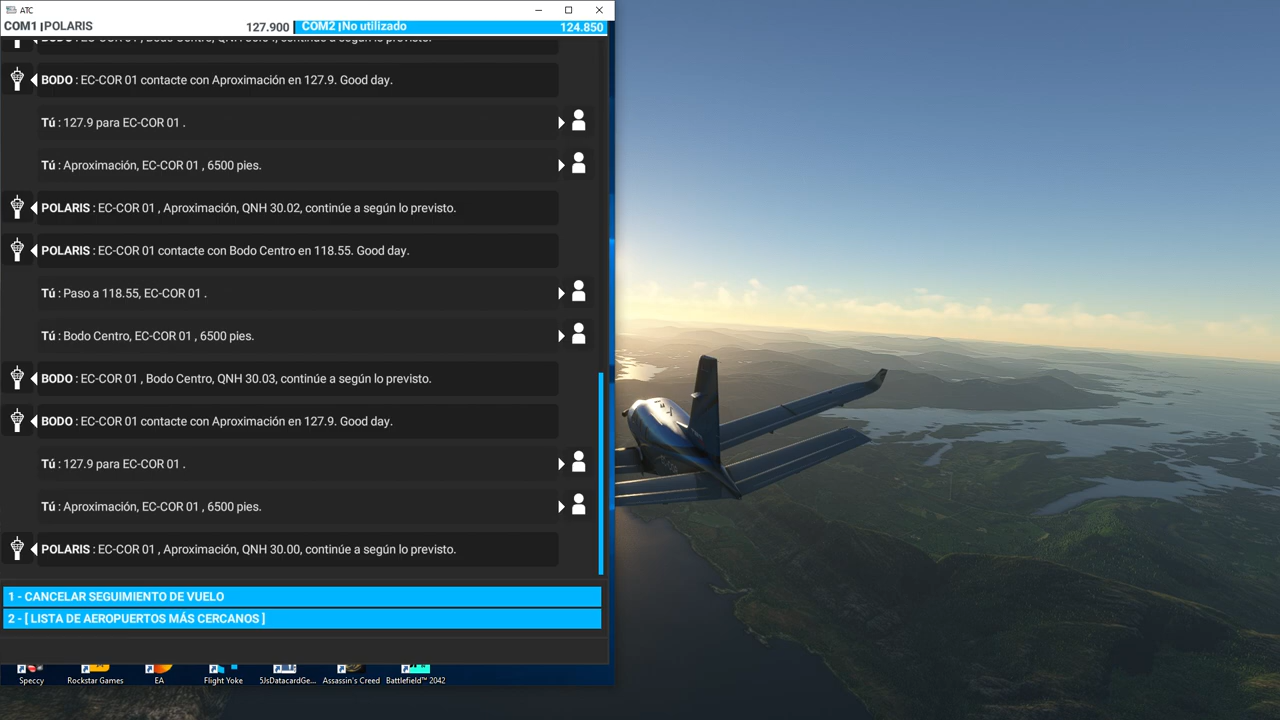 ATC
COM1 | POLARIS 127.900 COM2 | No utilizado 124.850
BODO : EC-COR 01 contacte con Aproximación en 127.9. Good day.
Tú : 127.9 para EC-COR 01 .
Tú : Aproximación, EC-COR 01 , 6500 pies.
POLARIS : EC-COR 01 , Aproximación, QNH 30.02, continúe a según lo previsto.
POLARIS : EC-COR 01 contacte con Bodo Centro en 118.55. Good day.
Tú : Paso a 118.55, EC-COR 01 .
Tú : Bodo Centro, EC-COR 01 , 6500 pies.
BODO : EC-COR 01 , Bodo Centro, QNH 30.03, continúe a según lo previsto.
BODO : EC-COR 01 contacte con Aproximación en 127.9. Good day.
Tú : 127.9 para EC-COR 01 .
Tú : Aproximación, EC-COR 01 , 6500 pies.
POLARIS : EC-COR 01 , Aproximación, QNH 30.00, continúe a según lo previsto.
1 - CANCELAR SEGUIMIENTO DE VUELO
2 - [ LISTA DE AEROPUERTOS MÁS CERCANOS ]
Speccy Rockstar Games EA Flight Yoke 5JsDatacardGe... Assassin's Creed Battlefield™ 2042